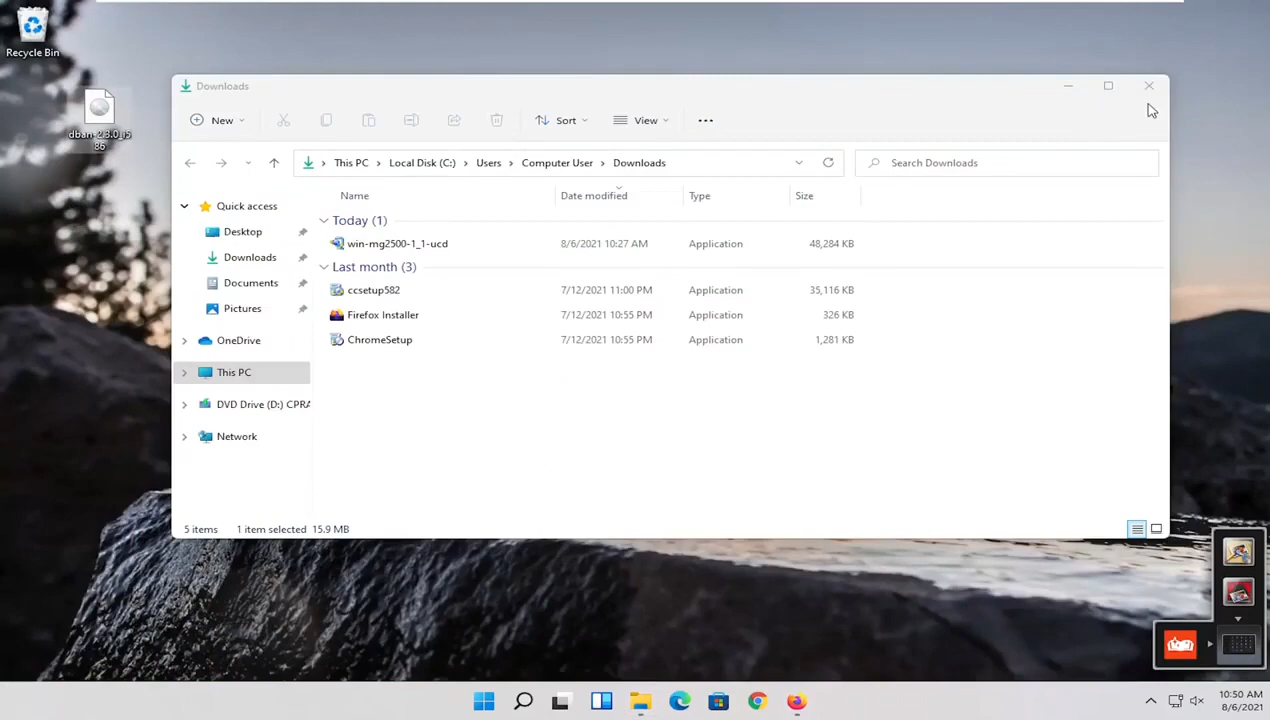 Recycle Bin
dban-2.3.0_i5
86
Downloads
New
Sort
View
This PC
Local Disk (C:)
Users
Computer User
Downloads
Search Downloads
Name
Date modified
Type
Size
Quick access
Desktop
Downloads
Documents
Pictures
OneDrive
This PC
DVD Drive (D:) CPRA
Network
Today (1)
win-mg2500-1_1-ucd 8/6/2021 10:27 AM Application 48,284 KB
Last month (3)
ccsetup582 7/12/2021 11:00 PM Application 35,116 KB
Firefox Installer 7/12/2021 10:55 PM Application 326 KB
ChromeSetup 7/12/2021 10:55 PM Application 1,281 KB
5 items 1 item selected 15.9 MB
10:50 AM
8/6/2021